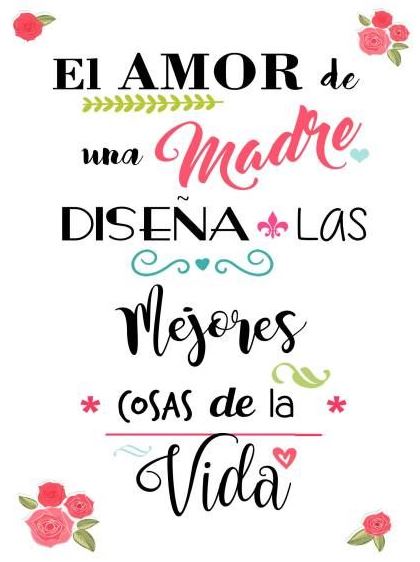 El AMOR de
una Madre
DISEÑA LAS
Mejores
* COSAS de la *
Vida